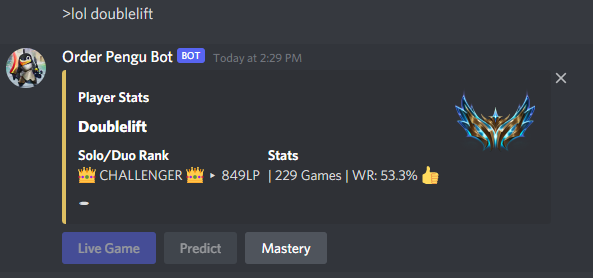 >lol doublelift
Order Pengu Bot BOT Today at 2:29 PM
Player Stats
Doublelift
Solo/Duo Rank Stats
👑 CHALLENGER 👑 ‣ 849LP | 229 Games | WR: 53.3% 👍
-
Live Game Predict Mastery